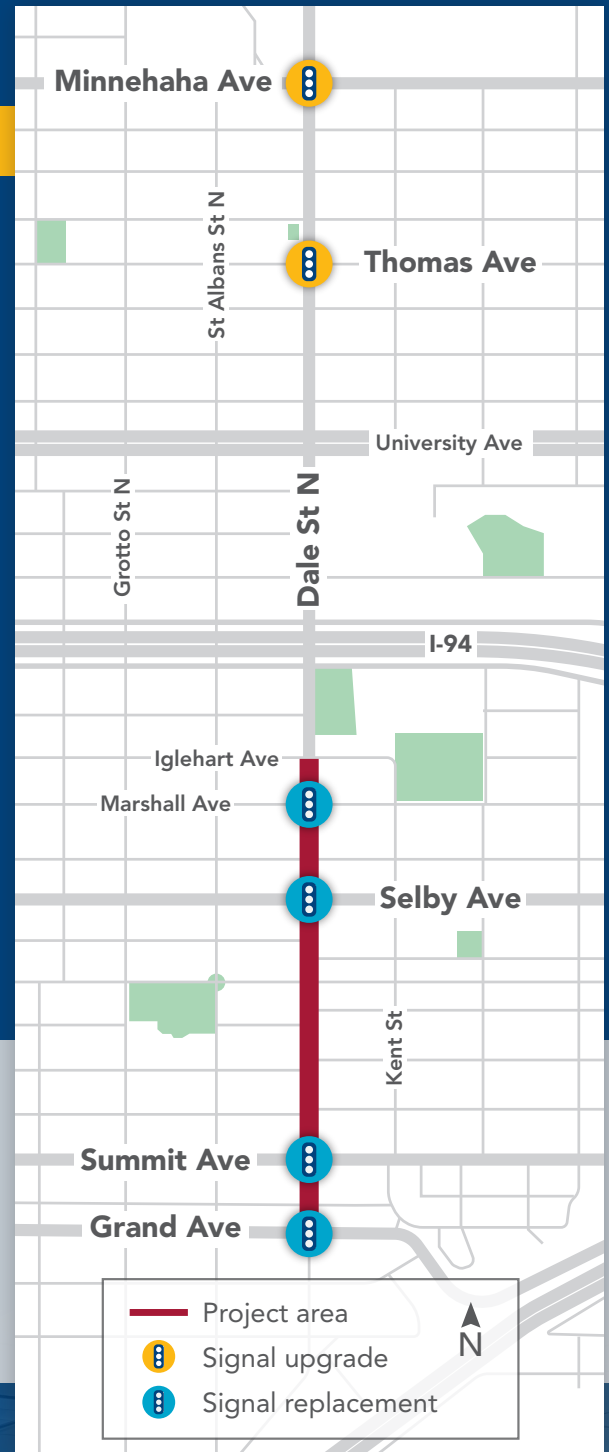 Minnehaha Ave
St Albans St N
Thomas Ave
University Ave
Grotto St N
Dale St N
I-94
Iglehart Ave
Marshall Ave
Selby Ave
Kent St
Summit Ave
Grand Ave
Project area
Signal upgrade
Signal replacement
N